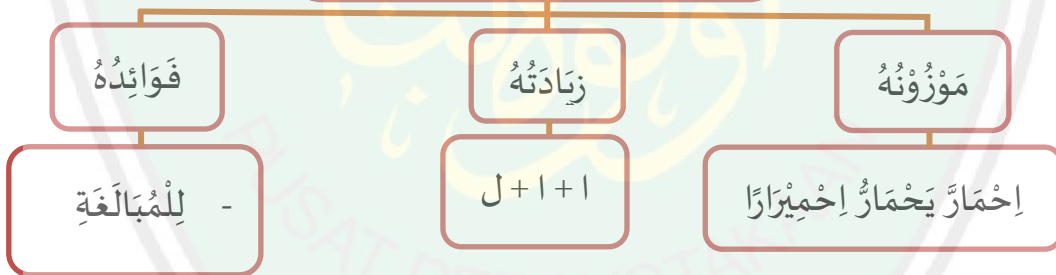 مَوْزُوْنُهُ
زِيَادَتُهُ
فَوَائِدُهُ
اِحْمَارَّ يَحْمَارُّ اِحْمِيْرَارًا
ا + ا + ل
- لِلْمُبَالَغَةِ